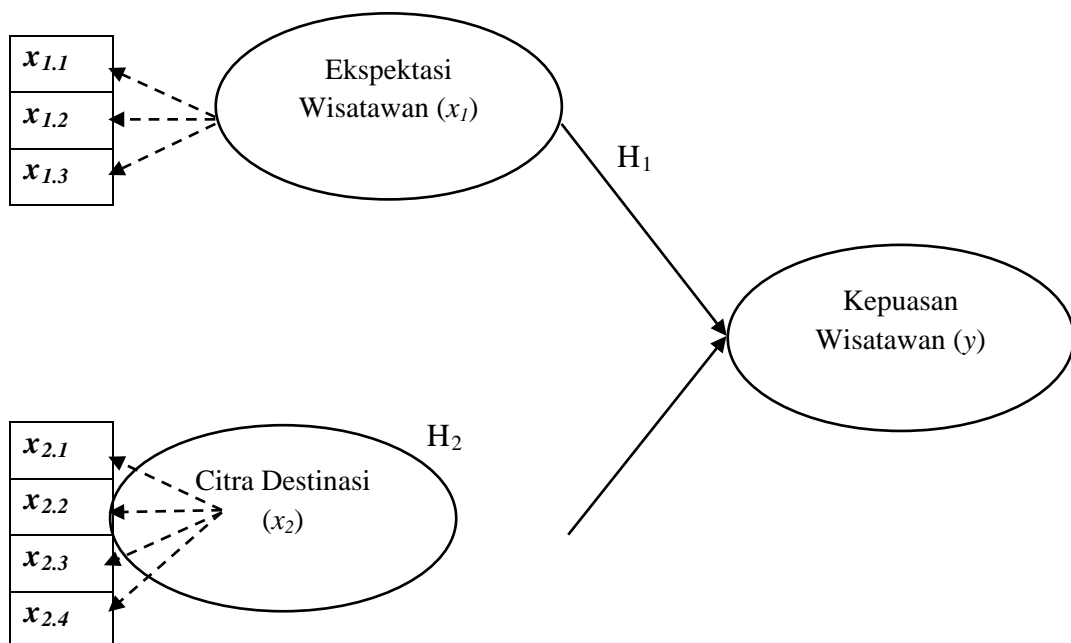 x1.1
x1.2
x1.3
Ekspektasi
Wisatawan (x1)
H1
Kepuasan
Wisatawan (y)
x2.1
x2.2
x2.3
x2.4
Citra Destinasi
(x2)
H2